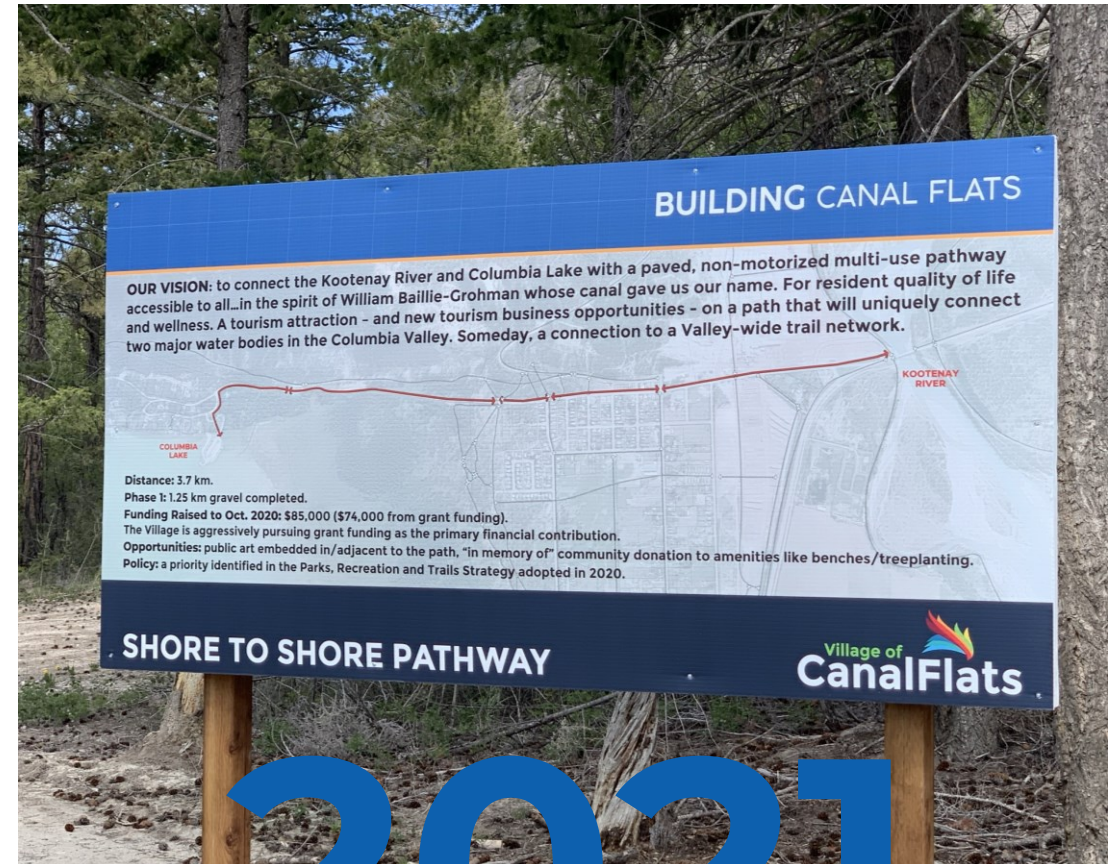 BUILDING CANAL FLATS
OUR VISION: to connect the Kootenay River and Columbia Lake with a paved, non-motorized multi-use pathway
accessible to all...in the spirit of William Baillie-Grohman whose canal gave us our name. For resident quality of life
and wellness. A tourism attraction - and new tourism business opportunities - on a path that will uniquely connect
two major water bodies in the Columbia Valley. Someday, a connection to a Valley-wide trail network.
KOOTENAY
RIVER
COLUMBIA
LAKE
Distance: 3.7 km.
Phase 1: 1.25 km gravel completed.
Funding Raised to Oct. 2020: $85,000 ($74,000 from grant funding).
The Village is aggressively pursuing grant funding as the primary financial contribution.
Opportunities: public art embedded in/adjacent to the path, "in memory of" community donation to amenities like benches/treeplanting.
Policy: a priority identified in the Parks, Recreation and Trails Strategy adopted in 2020.
SHORE TO SHORE PATHWAY
Village of
CanalFlats
2021